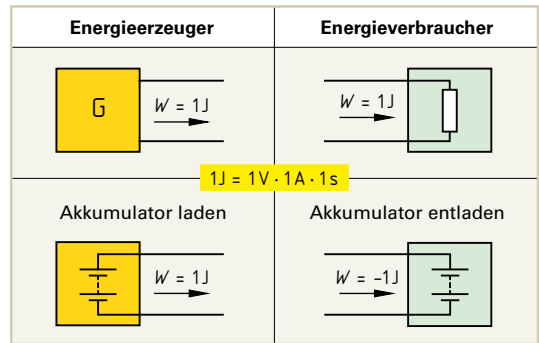 Energieerzeuger
Energieverbraucher
G
W = 1J
W = 1J
1J = 1V · 1A · 1s
Akkumulator laden
Akkumulator entladen
W = 1J
W = -1J